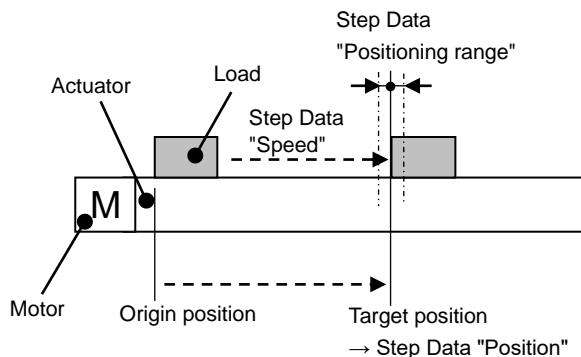 Step Data
"Positioning range"
Actuator
Load
Step Data
"Speed"
M
Motor
Origin position
Target position
→ Step Data "Position"